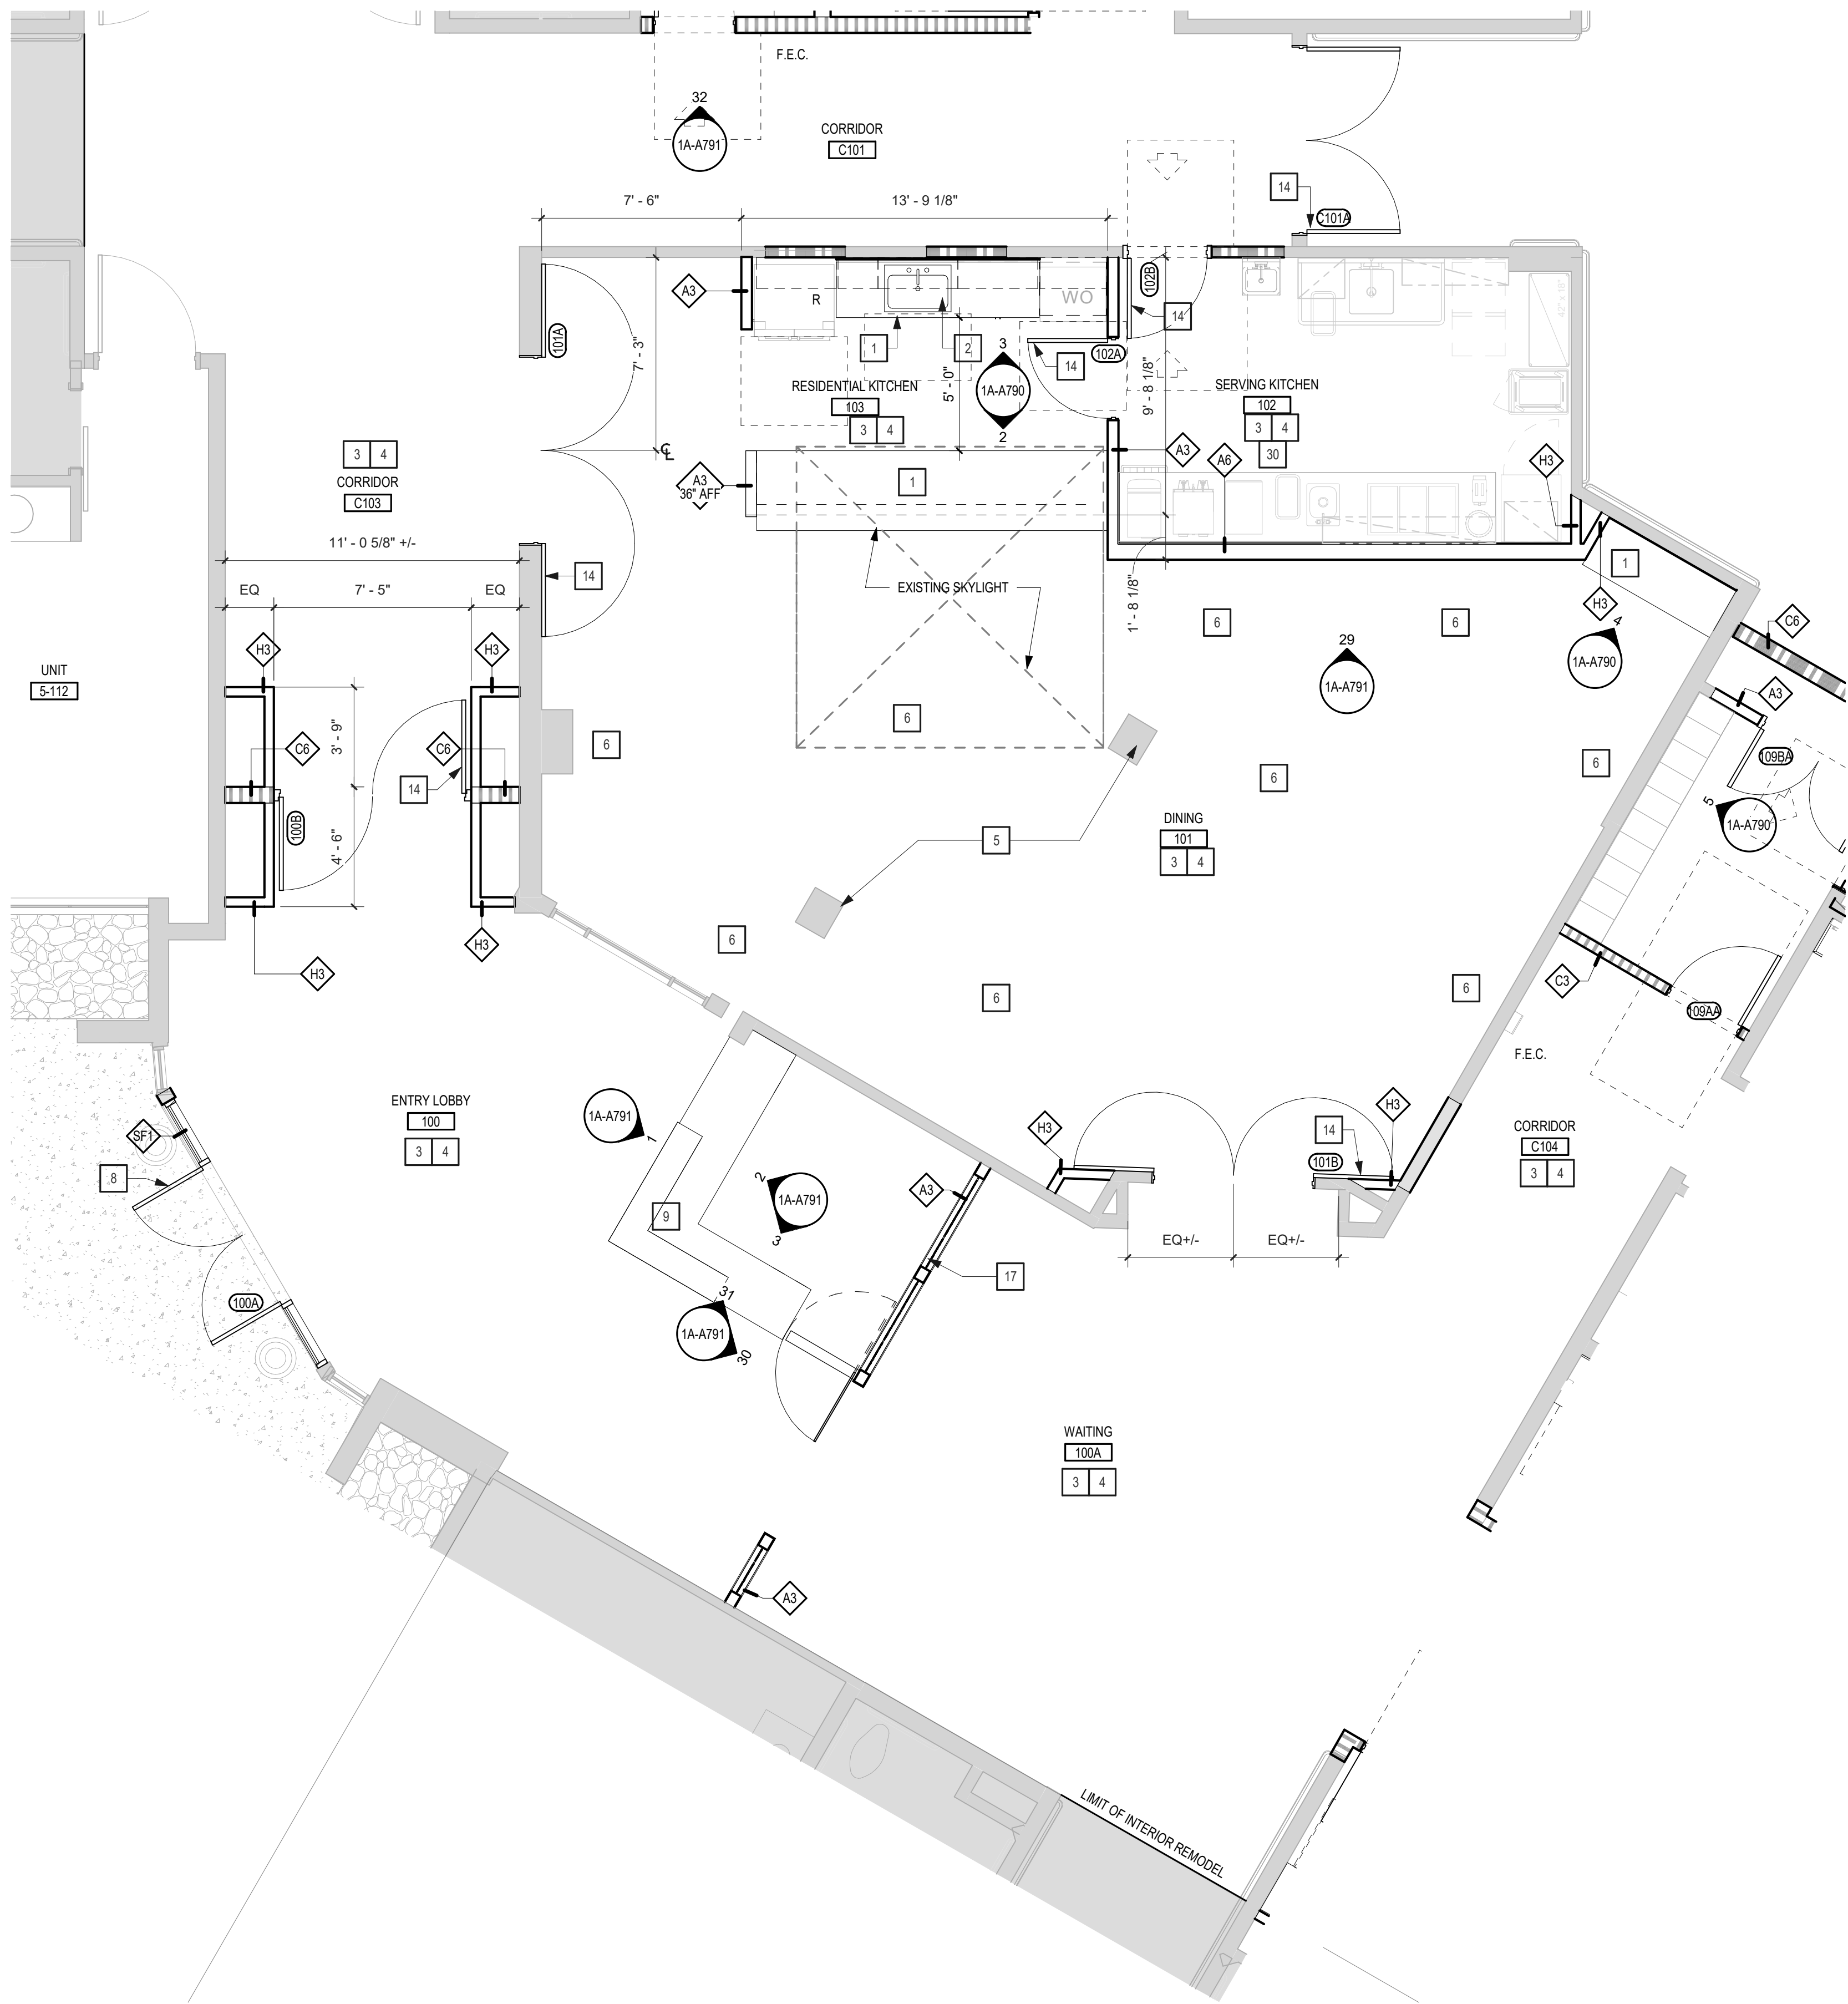 F.E.C.
32
1A-A791
CORRIDOR
C101
14
C101A
7' - 6"
13' - 9 1/8"
A3
R
WO
102B
14
42" x 18"
101A
7' - 3"
1
2
5' - 0"
3
1A-A790
2
14
102A
9' - 8 1/8"
RESIDENTIAL KITCHEN
103
3 4
SERVING KITCHEN
102
3 4
30
3 4
CORRIDOR
C103
CL
A3
36" AFF
1
A3
A6
H3
11' - 0 5/8" +/-
14
EXISTING SKYLIGHT
1' - 8 1/8"
1
H3
EQ
7' - 5"
EQ
6
6
29
1A-A791
4
1A-A790
C6
H3
H3
UNIT
5-112
A3
3' - 9"
C6
C6
14
6
6
6
6
109BA
5
1A-A790
100B
4' - 6"
5
DINING
101
3 4
H3
H3
6
6
6
C3
109AA
F.E.C.
ENTRY LOBBY
100
3 4
SF1
8
1A-A791
1
H3
H3
14
101B
CORRIDOR
C104
3 4
2
1A-A791
3
A3
9
EQ+/-
EQ+/-
17
100A
31
1A-A791
30
WAITING
100A
3 4
A3
LIMIT OF INTERIOR REMODEL